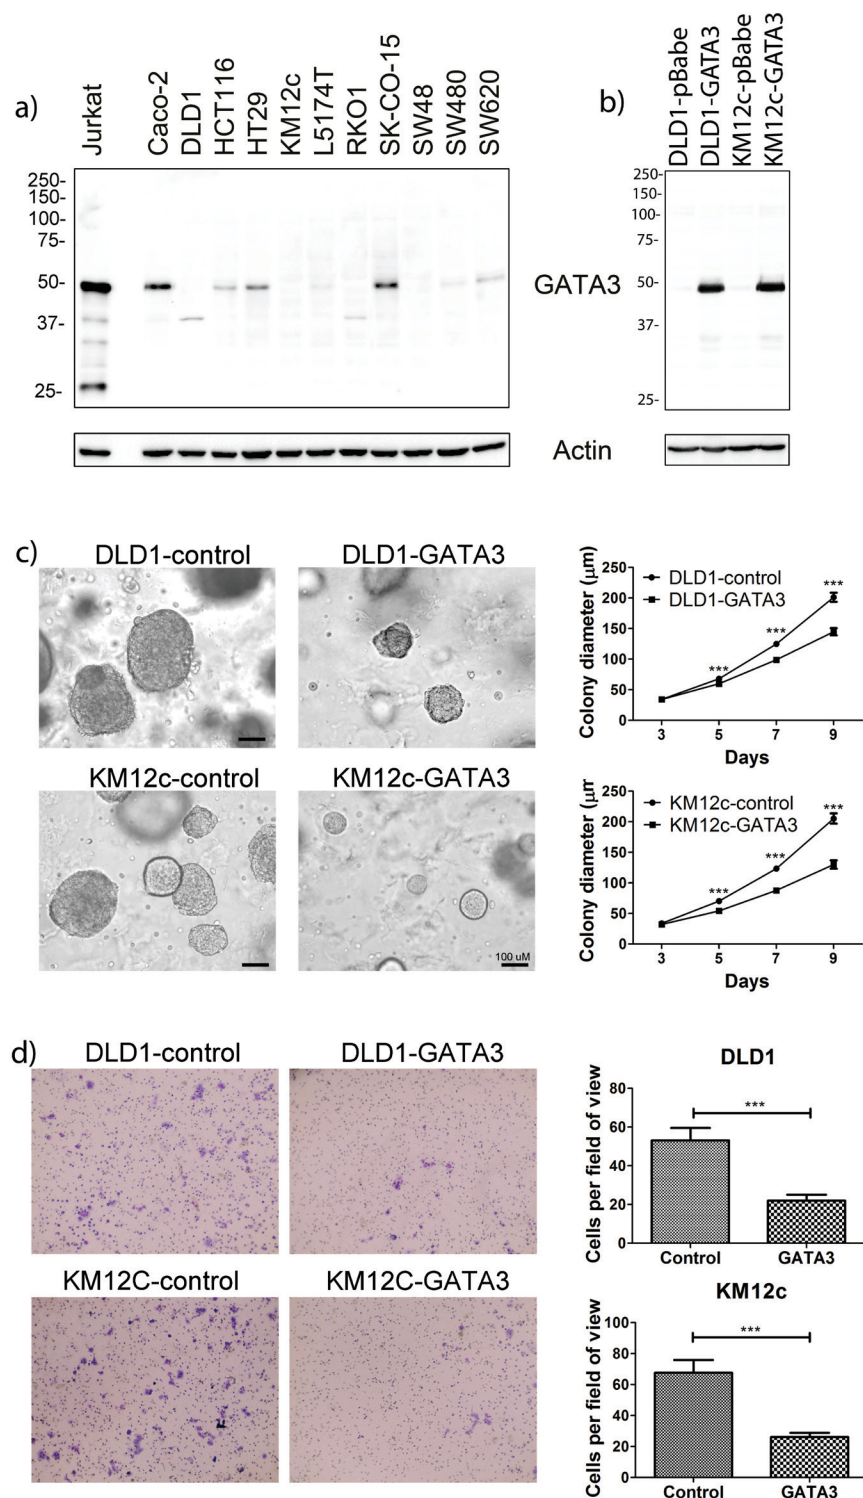 a)
Jurkat
Caco-2
DLD1
HCT116
HT29
KM12c
L5174T
RKO1
SK-CO-15
SW48
SW480
SW620
250-
150-
100-
75-
50-
37-
25-
GATA3
Actin
b)
DLD1-pBabe
DLD1-GATA3
KM12c-pBabe
KM12c-GATA3
250-
150-
100-
75-
50-
37-
25-
c)
DLD1-control
DLD1-GATA3
KM12c-control
KM12c-GATA3
100 uM
Colony diameter (μm)
250
200
150
100
50
0
DLD1-control
DLD1-GATA3
***
***
***
3 5 7 9
Days
Colony diameter (μm
250
200
150
100
50
0
KM12c-control
KM12c-GATA3
***
***
***
3 5 7 9
Days
d)
DLD1-control
DLD1-GATA3
KM12C-control
KM12C-GATA3
DLD1
Cells per field of view
80
60
40
20
0
***
Control GATA3
KM12c
Cells per field of view
100
80
60
40
20
0
***
Control GATA3